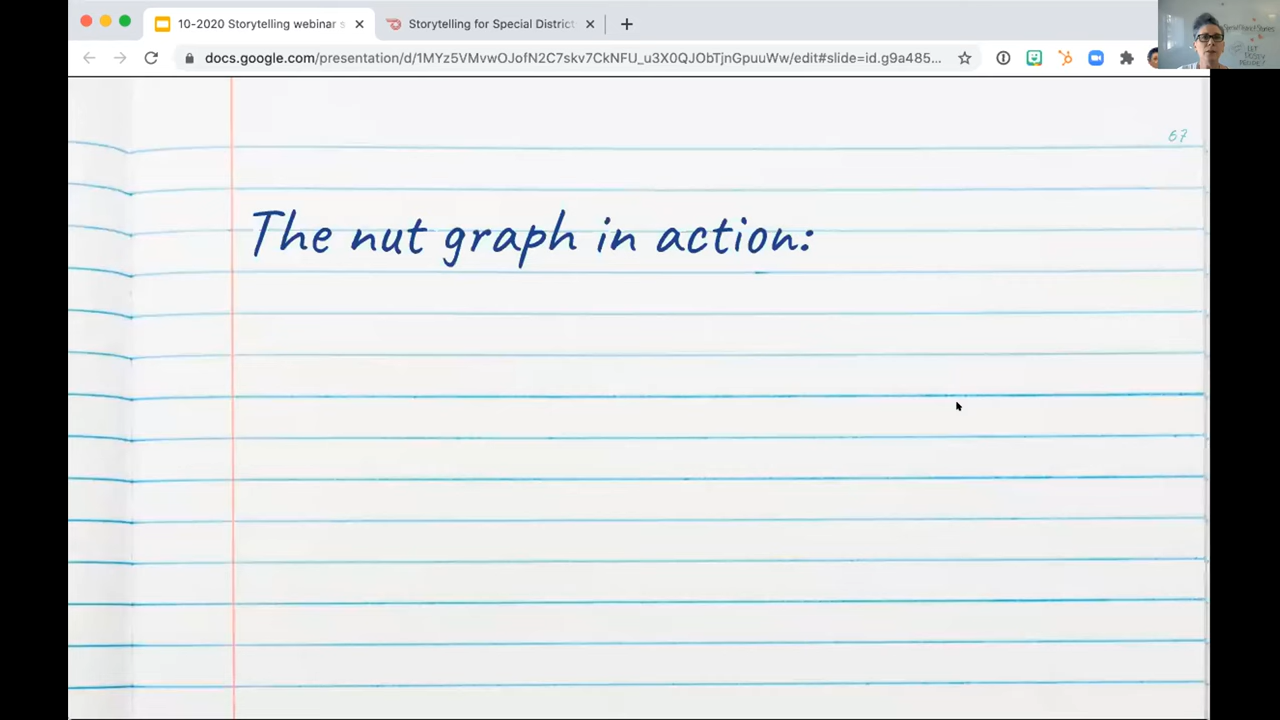 10-2020 Storytelling webinar s
Storytelling for Special District
docs.google.com/presentation/d/1MYz5VMvwOJofN2C7skv7CkNFU_u3X0QJObTjnGpuuWw/edit#slide=id.g9a485...
67
The nut graph in action: